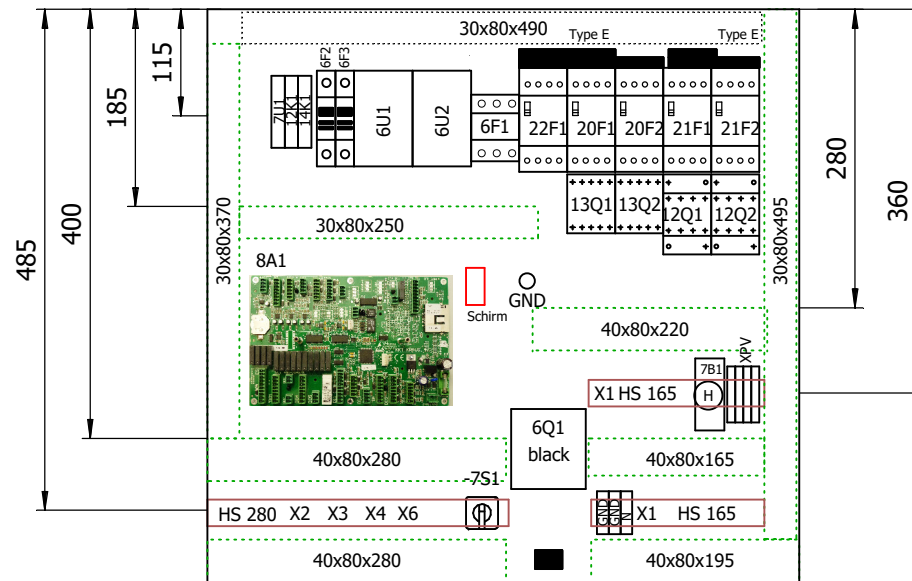 30x80x490
Type E
Type E
115
185
400
485
280
360
7U1
12K1
14K1
6F2
6F3
6U1
6U2
6F1
22F1
20F1
20F2
21F1
21F2
13Q1
13Q2
12Q1
12Q2
30x80x370
30x80x250
30x80x495
8A1
Schirm
GND
40x80x220
7B1
XPV
X1 HS 165
H
6Q1
black
40x80x280
40x80x165
-7S1
HS 280 X2 X3 X4 X6
GND
GND
N
X1 HS 165
40x80x280
40x80x195